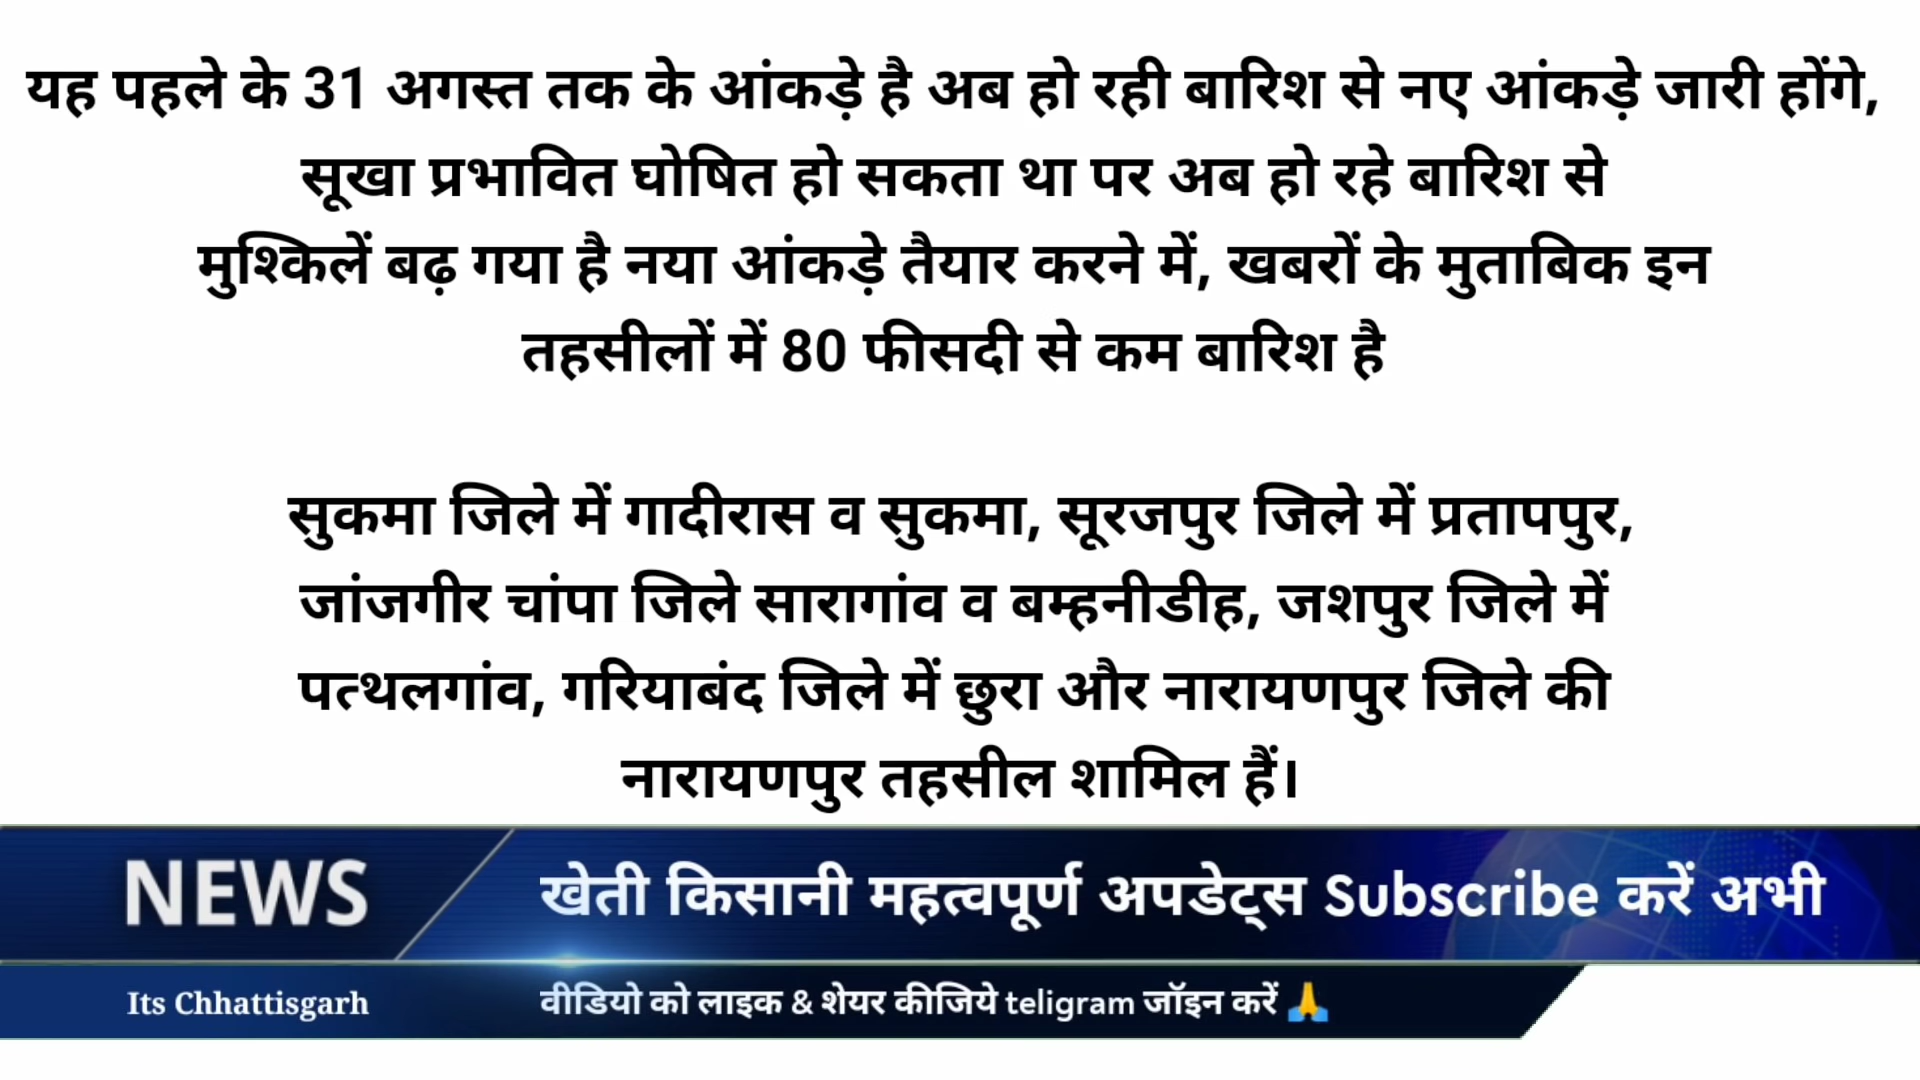 यह पहले के 31 अगस्त तक के आंकड़े है अब हो रही बारिश से नए आंकड़े जारी होंगे,
सूखा प्रभावित घोषित हो सकता था पर अब हो रहे बारिश से
मुश्किलें बढ़ गया है नया आंकड़े तैयार करने में, खबरों के मुताबिक इन
तहसीलों में 80 फीसदी से कम बारिश है
सुकमा जिले में गादीरास व सुकमा, सूरजपुर जिले में प्रतापपुर,
जांजगीर चांपा जिले सारागांव व बम्हनीडीह, जशपुर जिले में
पत्थलगांव, गरियाबंद जिले में छुरा और नारायणपुर जिले की
नारायणपुर तहसील शामिल हैं।
NEWS
खेती किसानी महत्वपूर्ण अपडेट्स Subscribe करें अभी
Its Chhattisgarh
वीडियो को लाइक & शेयर कीजिये teligram जॉइन करें 🙏